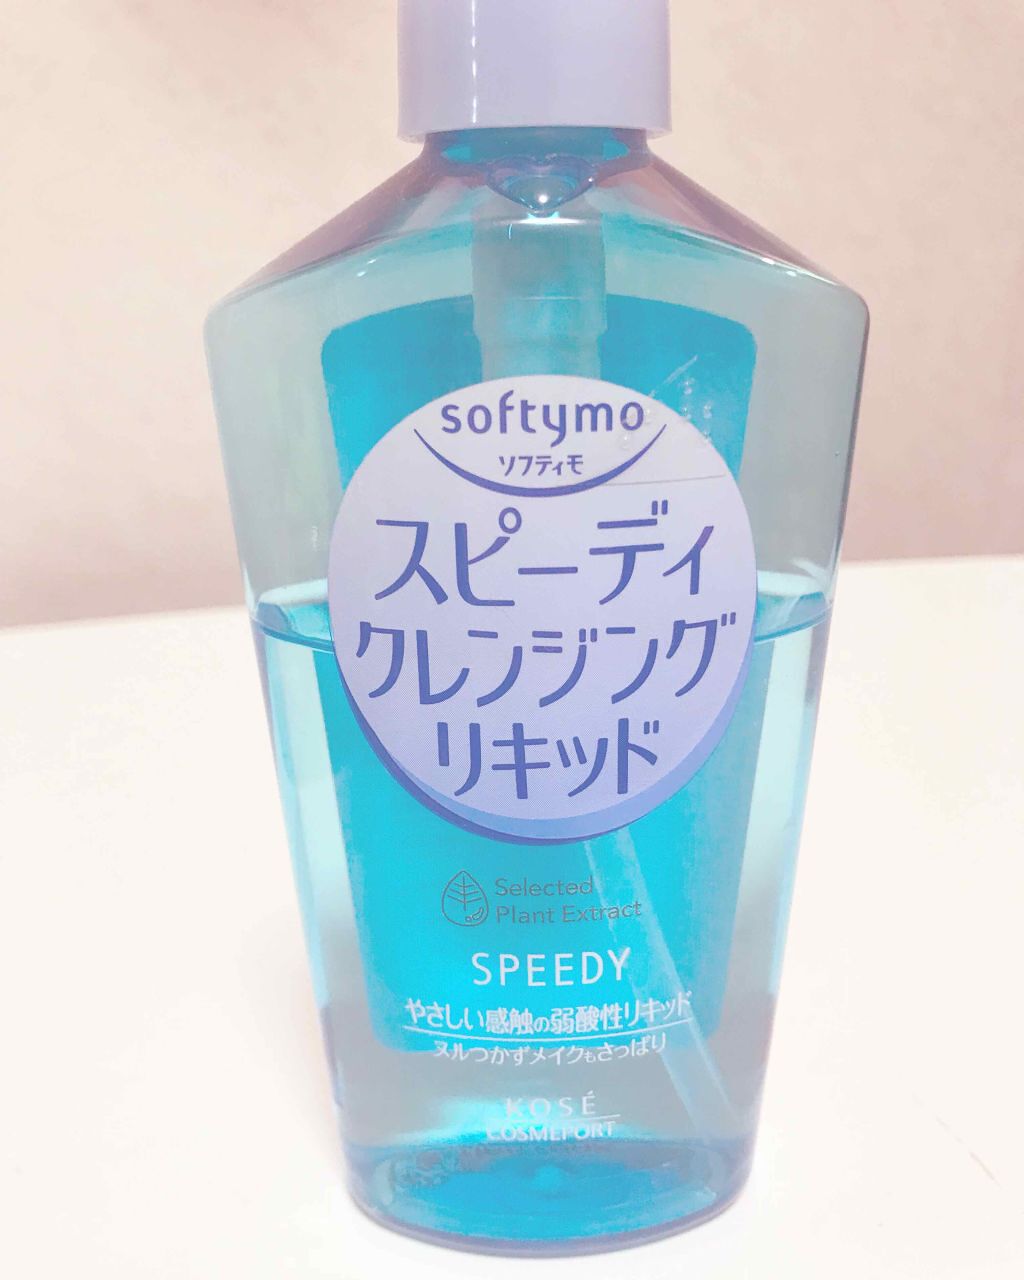 softymo
ソフティモ
スピーディ
クレンジング
リキッド
Selected
Plant Extract
SPEEDY
やさしい感触の弱酸性リキッド
ヌルつかずメイクもさっぱり
KOSÉ
COSMEPORT